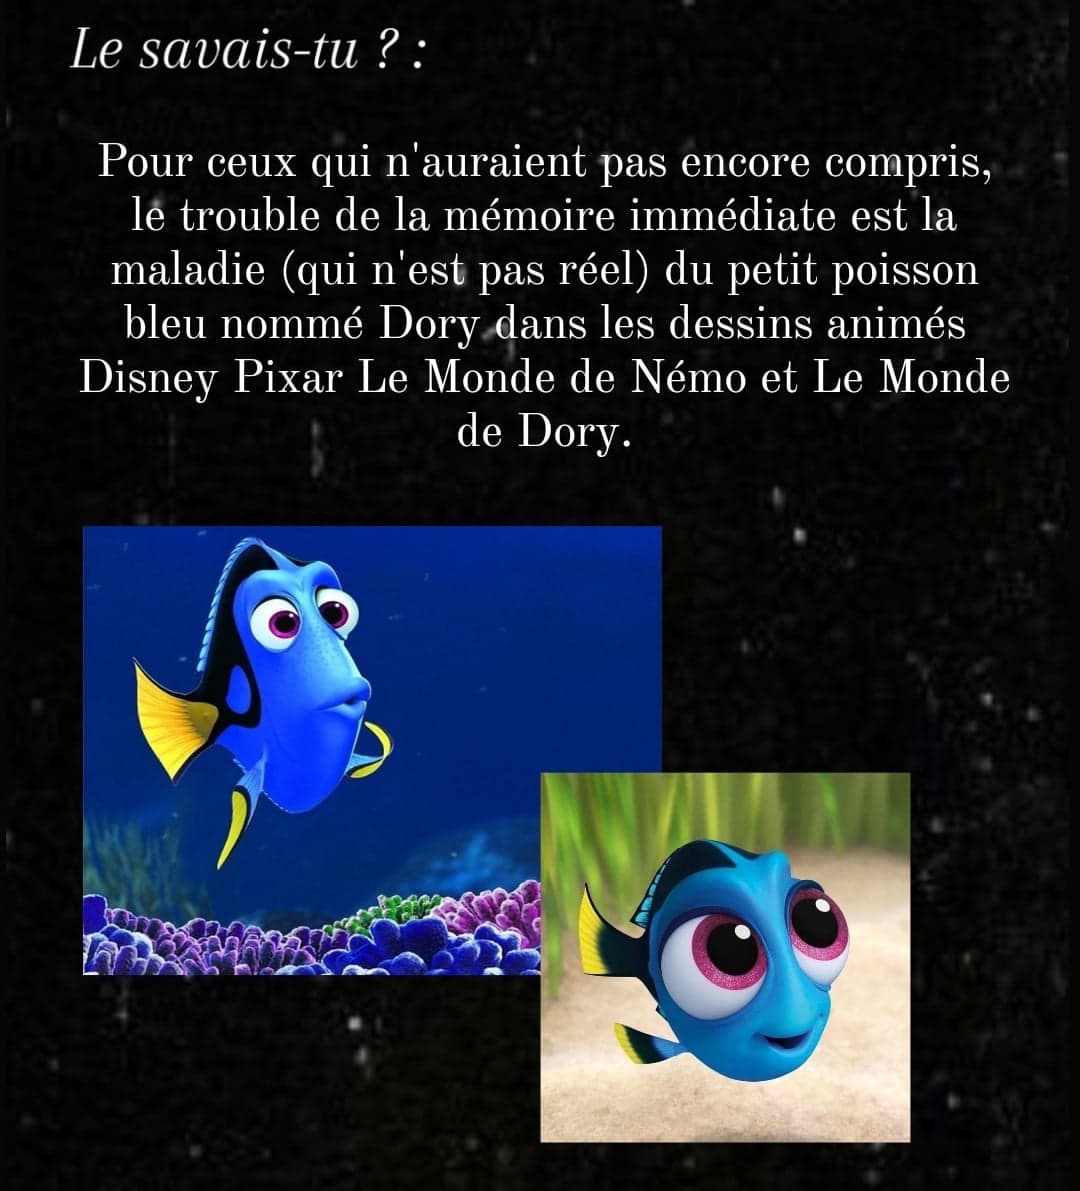 Le savais-tu ? :
Pour ceux qui n'auraient pas encore compris,
le trouble de la mémoire immédiate est la
maladie (qui n'est pas réel) du petit poisson
bleu nommé Dory dans les dessins animés
Disney Pixar Le Monde de Némo et Le Monde
de Dory.